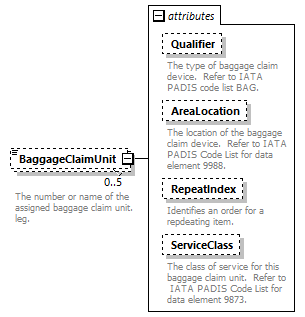 attributes
Qualifier
The type of baggage claim
device.  Refer to IATA
PADIS code list BAG.
AreaLocation
The location of the baggage
claim device.  Refer to IATA
PADIS Code List for data
element 9988.
BaggageClaimUnit
0..5
The number or name of the
assigned baggage claim unit.
leg.
RepeatIndex
Identifies an order for a
repdeating item.
ServiceClass
The class of service for this
baggage claim unit.  Refer to
IATA PADIS Code List for
data element 9873.